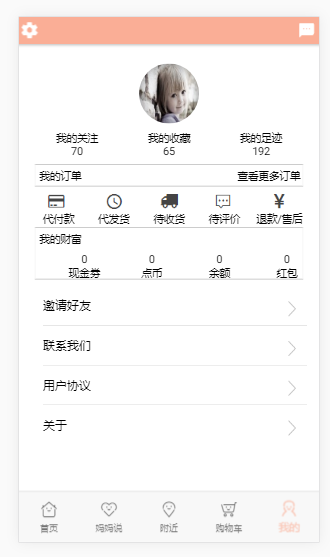 我的关注 我的收藏 我的足迹
70 65 192
我的订单 查看更多订单
代付款 代发货 待收货 待评价 退款/售后
我的财富
0 0 0 0
现金券 点币 余额 红包
邀请好友
联系我们
用户协议
关于
首页 妈妈说 附近 购物车 我的